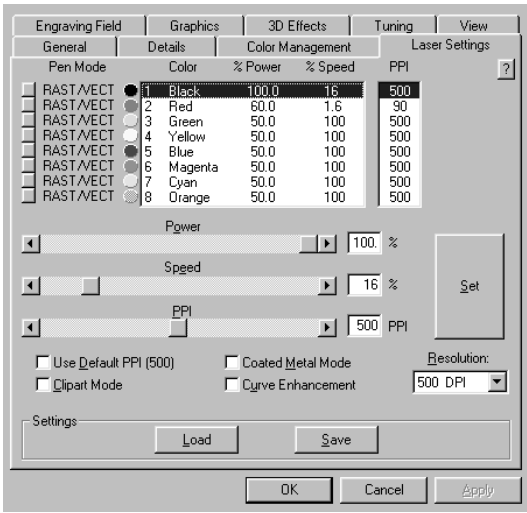 Engraving Field Graphics 3D Effects Tuning View
General Details Color Management Laser Settings
Pen Mode Color % Power % Speed PPI ?
RAST/VECT 1 Black 100.0 16 500
RAST/VECT 2 Red 60.0 1.6 90
RAST/VECT 3 Green 50.0 100 500
RAST/VECT 4 Yellow 50.0 100 500
RAST/VECT 5 Blue 50.0 100 500
RAST/VECT 6 Magenta 50.0 100 500
RAST/VECT 7 Cyan 50.0 100 500
RAST/VECT 8 Orange 50.0 100 500
Power
100. %
Speed
16 % Set
PPI
500 PPI
Use Default PPI (500) Coated Metal Mode Resolution:
Clipart Mode Curve Enhancement 500 DPI
Settings
Load Save
OK Cancel Apply